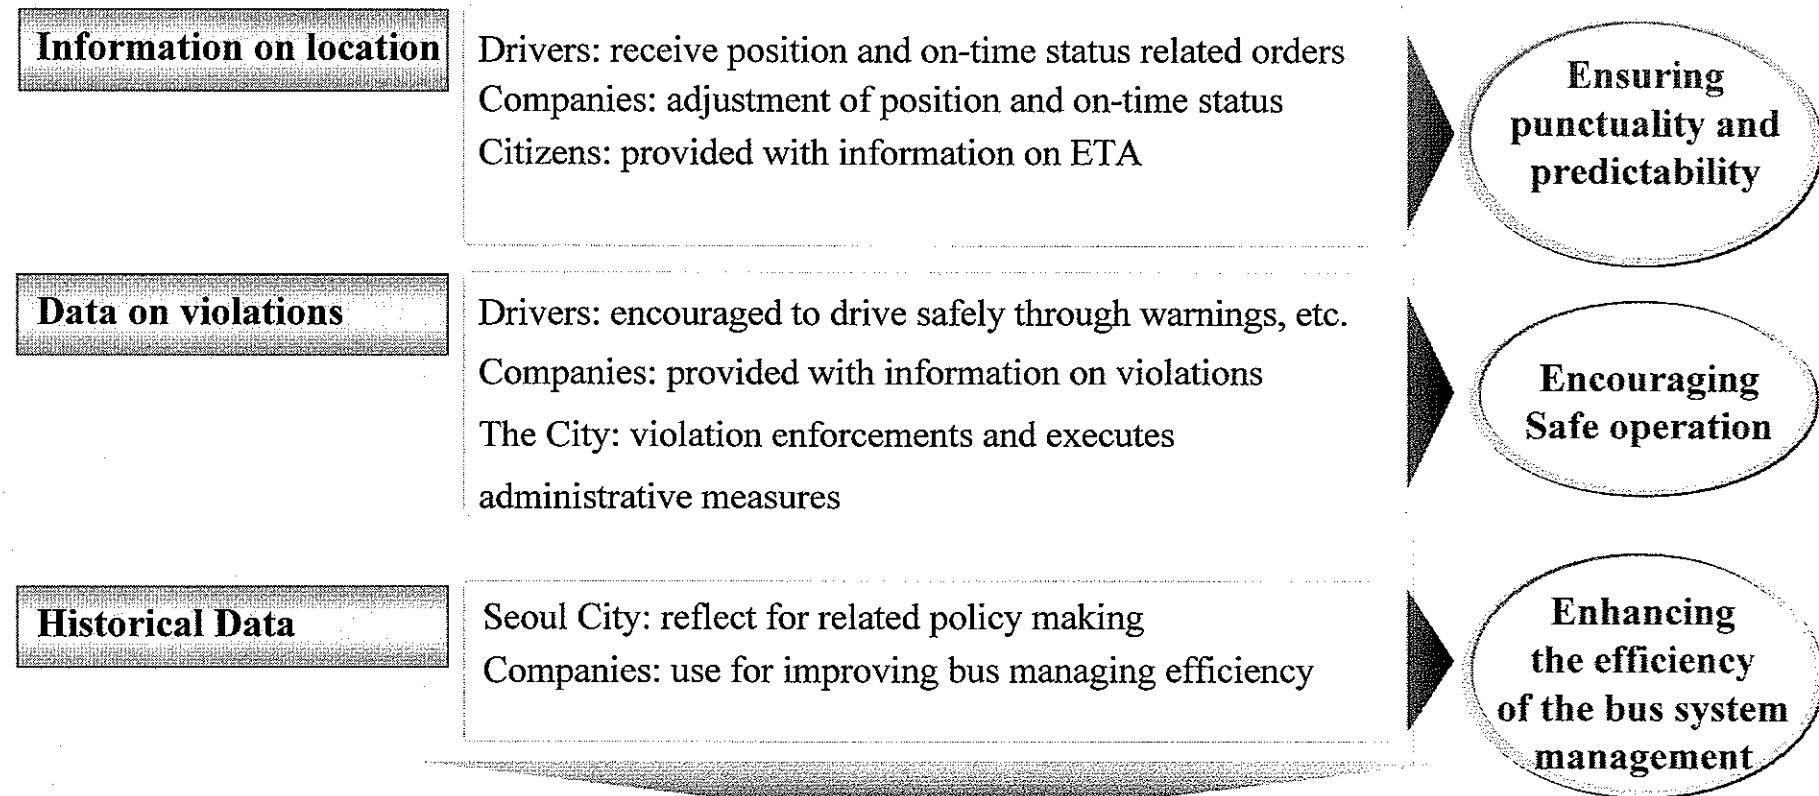 Information on location
Drivers: receive position and on-time status related orders
Companies: adjustment of position and on-time status
Citizens: provided with information on ETA
Ensuring
punctuality and
predictability
Data on violations
Drivers: encouraged to drive safely through warnings, etc.
Companies: provided with information on violations
The City: violation enforcements and executes
administrative measures
Encouraging
Safe operation
Historical Data
Seoul City: reflect for related policy making
Companies: use for improving bus managing efficiency
Enhancing
the efficiency
of the bus system
management